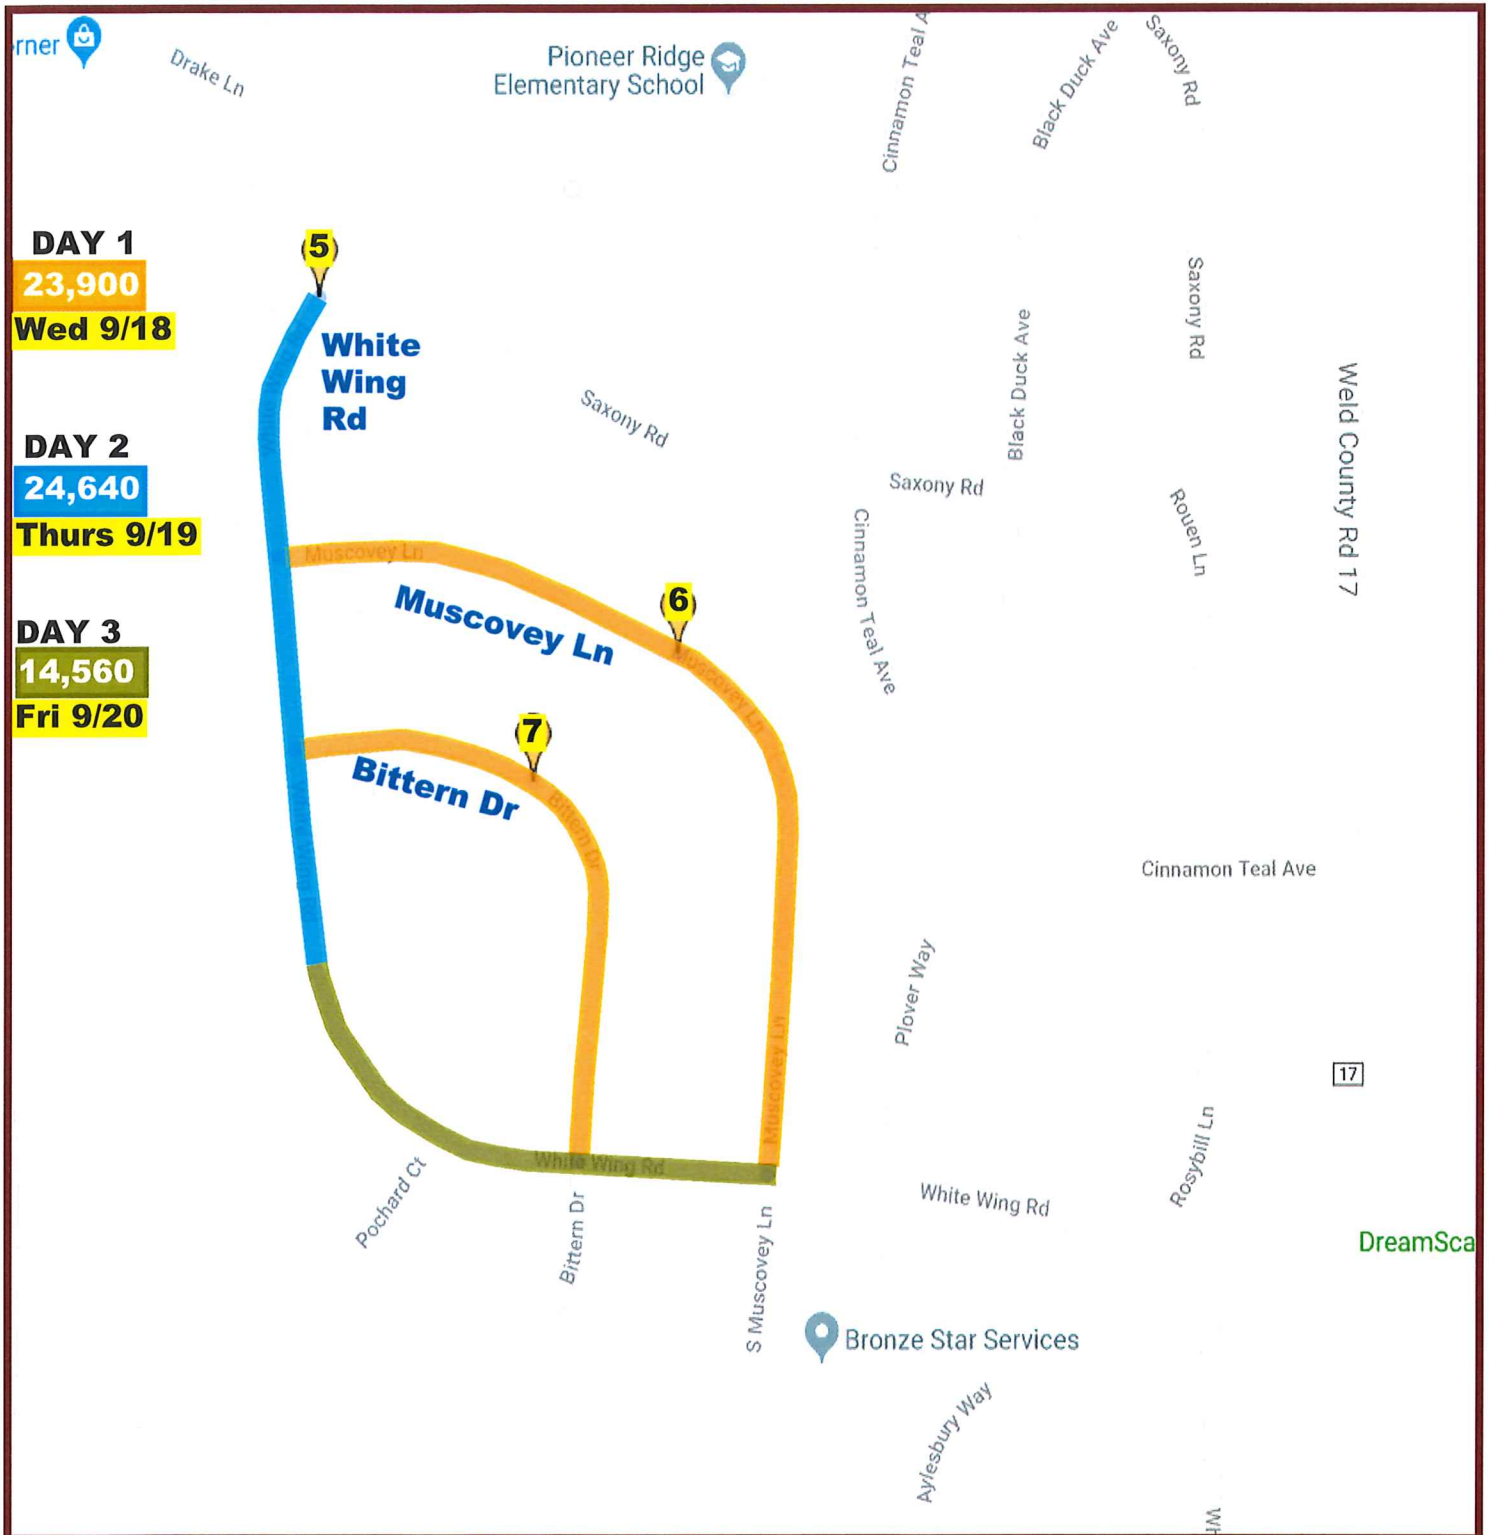 rner
Drake Ln
Pioneer Ridge
Elementary School
Cinnamon Teal A
Black Duck Ave
Saxony Rd
DAY 1
23,900
Wed 9/18
5
White
Wing
Rd
Saxony Rd
Black Duck Ave
Saxony Rd
Weld County Rd 17
DAY 2
24,640
Thurs 9/19
Saxony Rd
Cinnamon Teal Ave
Rouen Ln
Muscovey Ln
Muscovey Ln
6
Muscovey Ln
DAY 3
14,560
Fri 9/20
7
Bittern Dr
Bittern Dr
Cinnamon Teal Ave
Plover Way
Muscovey Ln
17
White Wing Rd
Pochard Ct
Bittern Dr
S Muscovey Ln
White Wing Rd
Rosybill Ln
DreamSca
Bronze Star Services
Aylesbury Way
Wh